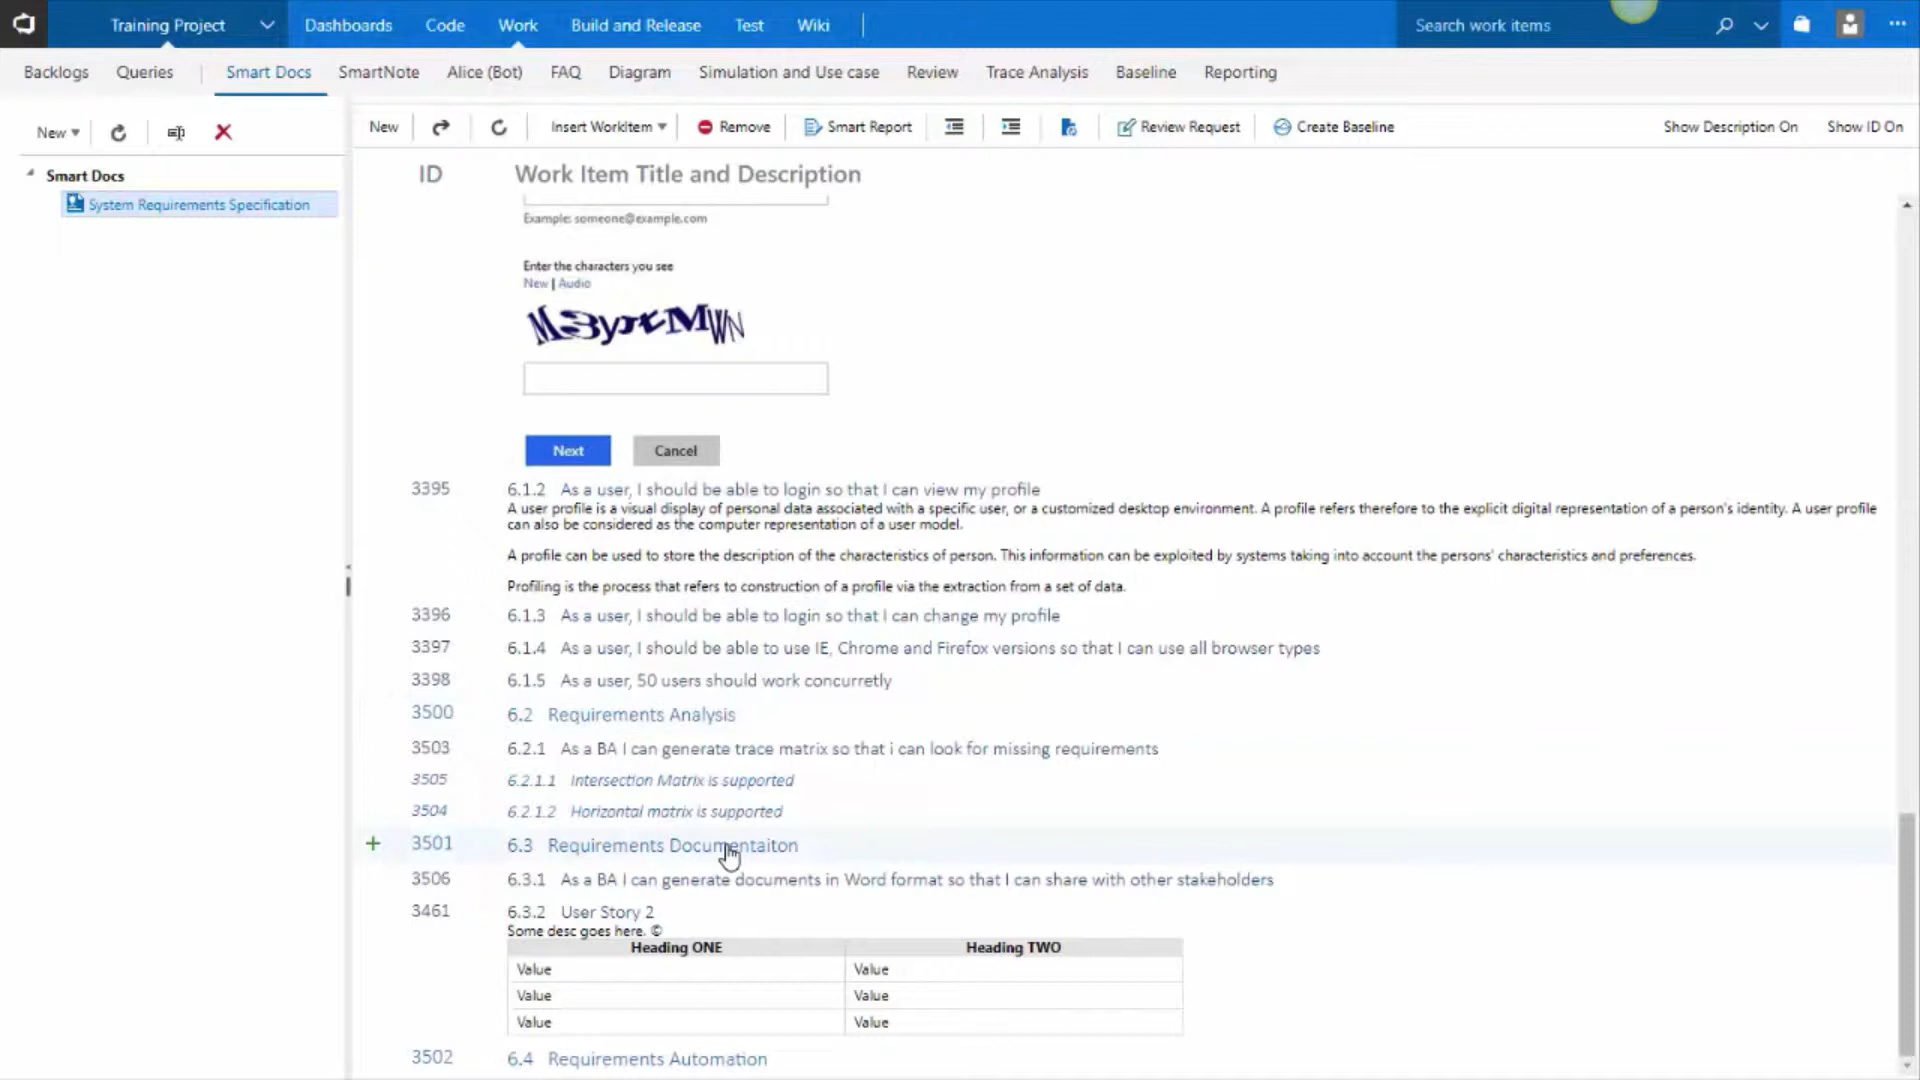 Training Project Dashboards Code Work Build and Release Test Wiki Search work items
Backlogs Queries Smart Docs SmartNote Alice (Bot) FAQ Diagram Simulation and Use case Review Trace Analysis Baseline Reporting
New New Insert WorkItem Remove Smart Report Review Request Create Baseline Show Description On Show ID On
Smart Docs
System Requirements Specification
ID Work Item Title and Description
Example: someone@example.com
Enter the characters you see
New | Audio
Next Cancel
3395 6.1.2 As a user, I should be able to login so that I can view my profile
A user profile is a visual display of personal data associated with a specific user, or a customized desktop environment. A profile refers therefore to the explicit digital representation of a person's identity. A user profile
can also be considered as the computer representation of a user model.
A profile can be used to store the description of the characteristics of person. This information can be exploited by systems taking into account the persons' characteristics and preferences.
Profiling is the process that refers to construction of a profile via the extraction from a set of data.
3396 6.1.3 As a user, I should be able to login so that I can change my profile
3397 6.1.4 As a user, I should be able to use IE, Chrome and Firefox versions so that I can use all browser types
3398 6.1.5 As a user, 50 users should work concurretly
3500 6.2 Requirements Analysis
3503 6.2.1 As a BA I can generate trace matrix so that i can look for missing requirements
3505 6.2.1.1 Intersection Matrix is supported
3504 6.2.1.2 Horizontal matrix is supported
3501 6.3 Requirements Documentaiton
3506 6.3.1 As a BA I can generate documents in Word format so that I can share with other stakeholders
3461 6.3.2 User Story 2
Some desc goes here. ©
Heading ONE Heading TWO
Value Value
Value Value
Value Value
3502 6.4 Requirements Automation